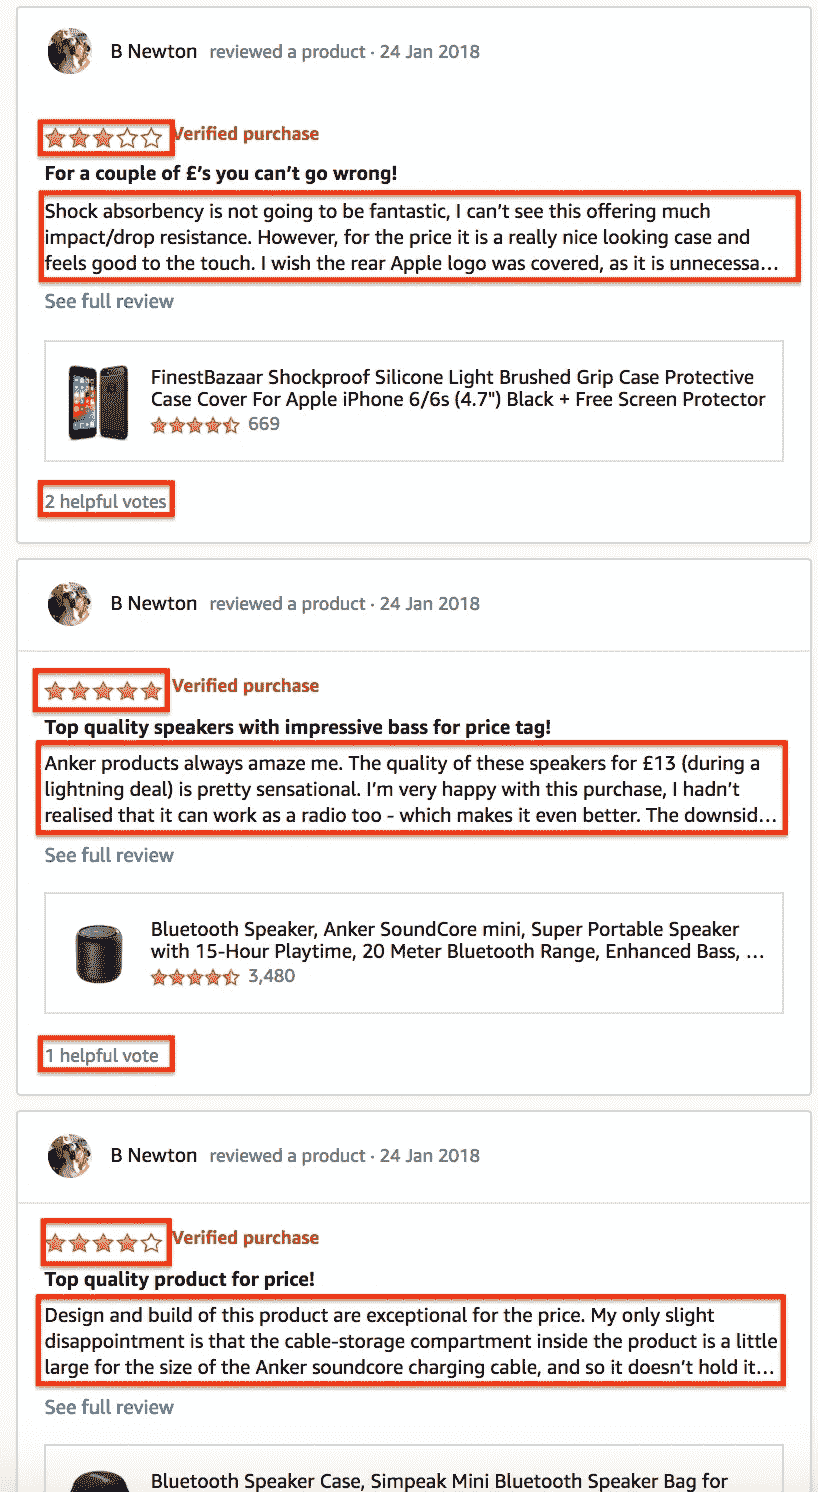 B Newton reviewed a product · 24 Jan 2018
Verified purchase
For a couple of £'s you can't go wrong!
Shock absorbency is not going to be fantastic, I can't see this offering much
impact/drop resistance. However, for the price it is a really nice looking case and
feels good to the touch. I wish the rear Apple logo was covered, as it is unnecessa...
See full review
FinestBazaar Shockproof Silicone Light Brushed Grip Case Protective
Case Cover For Apple iPhone 6/6s (4.7") Black + Free Screen Protector
669
2 helpful votes
B Newton reviewed a product · 24 Jan 2018
Verified purchase
Top quality speakers with impressive bass for price tag!
Anker products always amaze me. The quality of these speakers for £13 (during a
lightning deal) is pretty sensational. I'm very happy with this purchase, I hadn't
realised that it can work as a radio too - which makes it even better. The downsid...
See full review
Bluetooth Speaker, Anker SoundCore mini, Super Portable Speaker
with 15-Hour Playtime, 20 Meter Bluetooth Range, Enhanced Bass, ...
3,480
1 helpful vote
B Newton reviewed a product · 24 Jan 2018
Verified purchase
Top quality product for price!
Design and build of this product are exceptional for the price. My only slight
disappointment is that the cable-storage compartment inside the product is a little
large for the size of the Anker soundcore charging cable, and so it doesn't hold it...
See full review
Bluetooth Speaker Case, Simpeak Mini Bluetooth Speaker Bag for